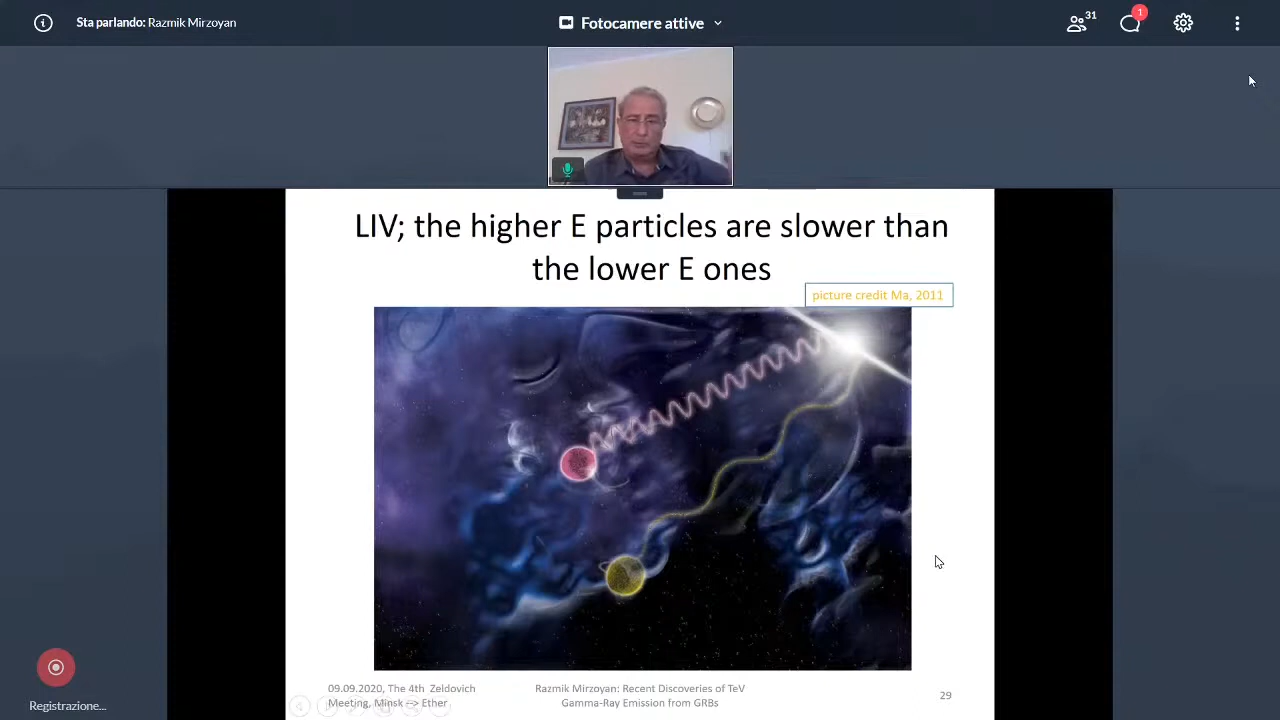 Sta parlando: Razmik Mirzoyan
Fotocamere attive
31
1
LIV; the higher E particles are slower than
the lower E ones
picture credit Ma, 2011
09.09.2020, The 4th Zeldovich
Meeting, Minsk => Ether
Razmik Mirzoyan: Recent Discoveries of TeV
Gamma-Ray Emission from GRBs
29
Registrazione...